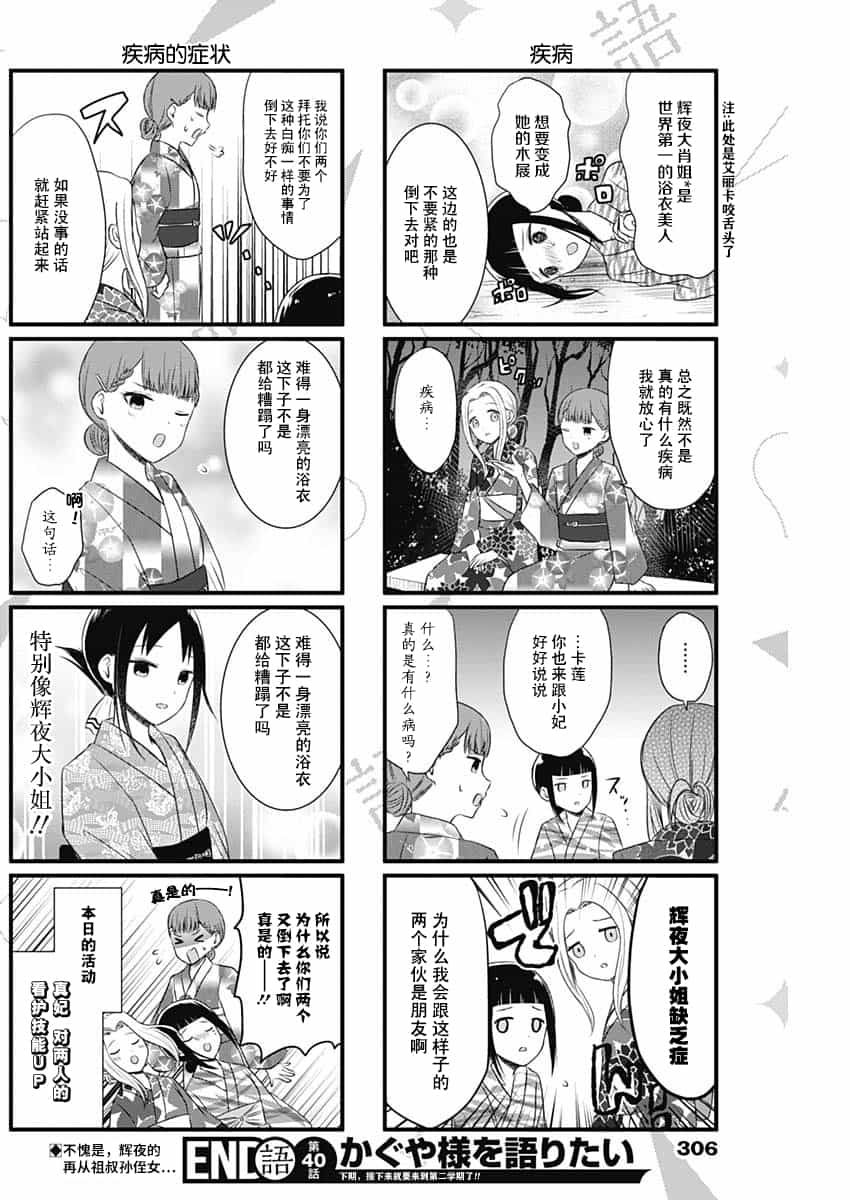 疾病
辉夜大肖姐*是
世界第一的浴衣美人
想要变成
她的木展
这边的也是
不要紧的那种
倒下去对吧
ポロ
ポロ
注:此处是艾丽卡咬舌头了
总之既然不是
真的有什么疾病
我就放心了
疾病…
ピク…
……
…卡莲
你也来跟小妃
好好说说
什么…?
真的是有什么病吗?
辉夜大小姐缺乏症
为什么我会跟这样子的
两个家伙是朋友啊
疾病的症状
我说你们两个
拜托你们不要为了
这种白痴一样的事情
倒下去好不好
如果没事的话
就赶紧站起来
难得一身漂亮的浴衣
这下子不是
都给糟蹋了吗
啊!
这句话…
难得一身漂亮的浴衣
这下子不是
都给糟蹋了吗
特别像辉夜大小姐!!
真是的——!
所以说
为什么你们两个
又倒下去了啊
真是的——!!
本日的活动
真妃 对两人的
看护技能UP
◆不愧是，辉夜的
再从祖叔孙侄女…
END 語 第40話 かぐや様を語りたい
下期，接下来就要来到第二学期了!!
306
語